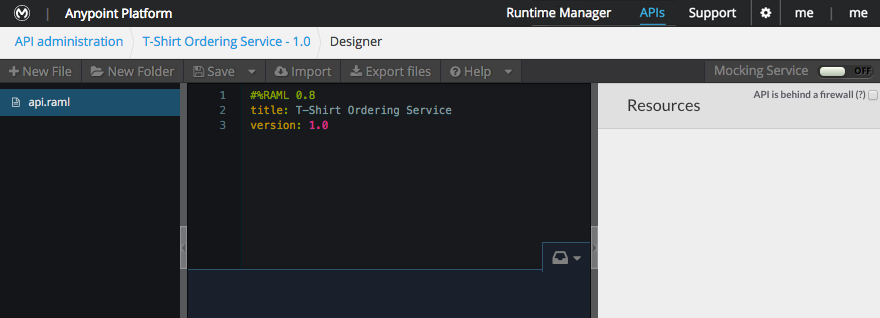 Anypoint Platform Runtime Manager APIs Support me me
API administration T-Shirt Ordering Service - 1.0 Designer
New File New Folder Save Import Export files Help Mocking Service OFF
api.raml
1 #%RAML 0.8
2 title: T-Shirt Ordering Service
3 version: 1.0
API is behind a firewall (?)
Resources